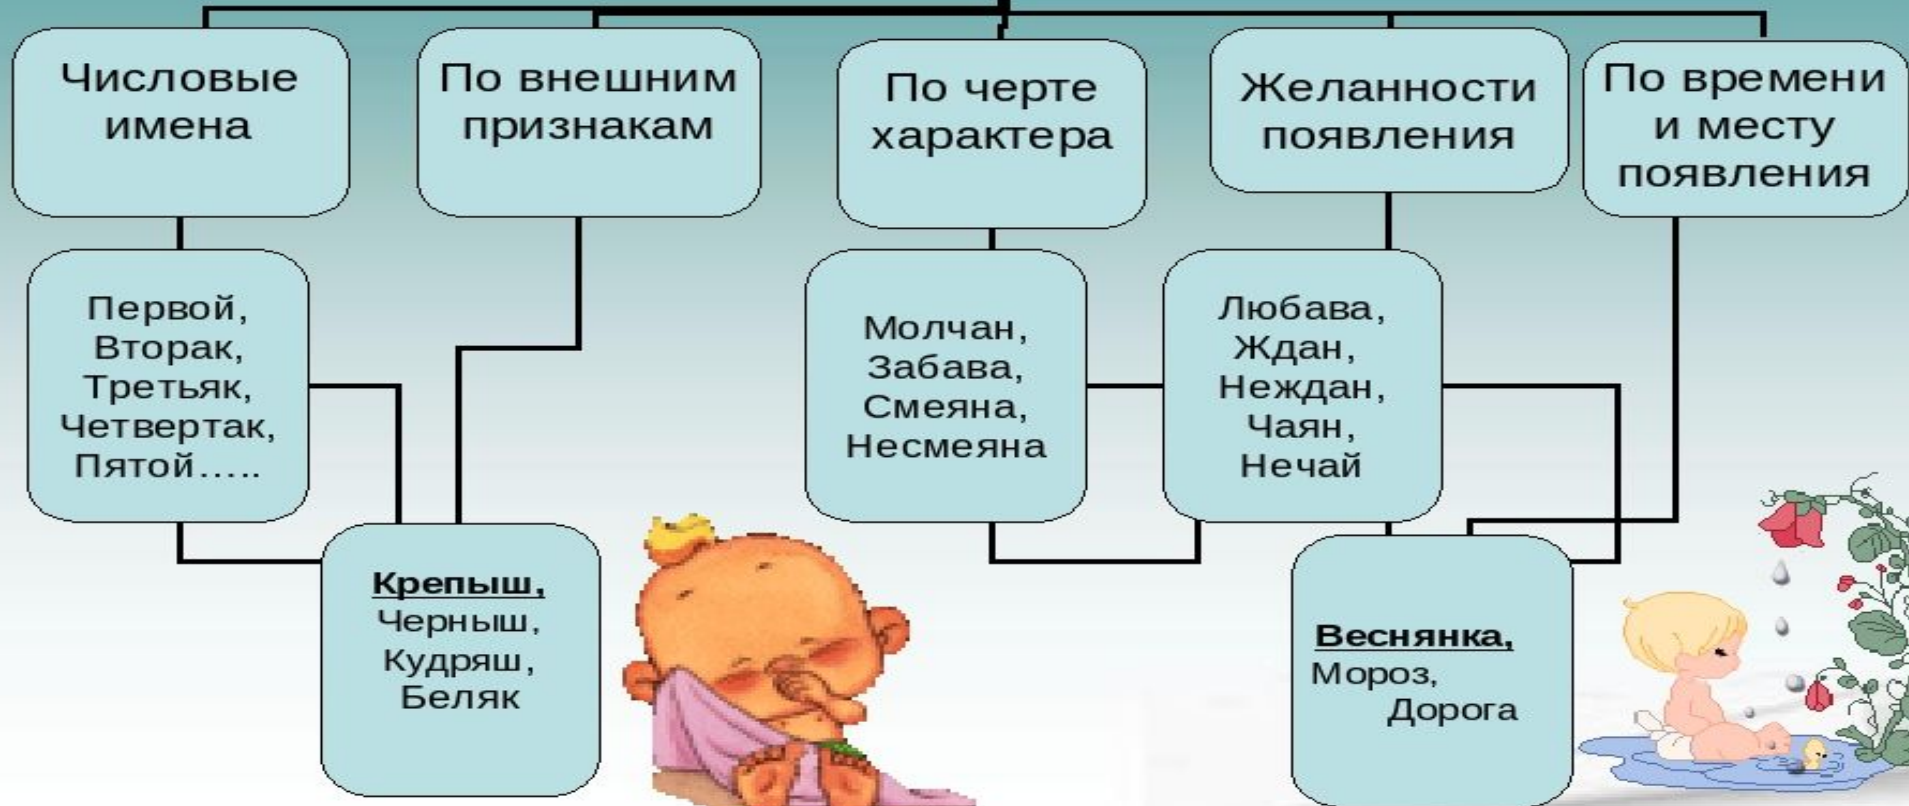 Числовые
имена
По внешним
признакам
По черте
характера
Желанности
появления
По времени
и месту
появления
Первой,
Вторак,
Третьяк,
Четвертак,
Пятой…..
Молчан,
Забава,
Смеяна,
Несмеяна
Любава,
Ждан,
Неждан,
Чаян,
Нечай
Крепыш,
Черныш,
Кудряш,
Беляк
Веснянка,
Мороз,
Дорога